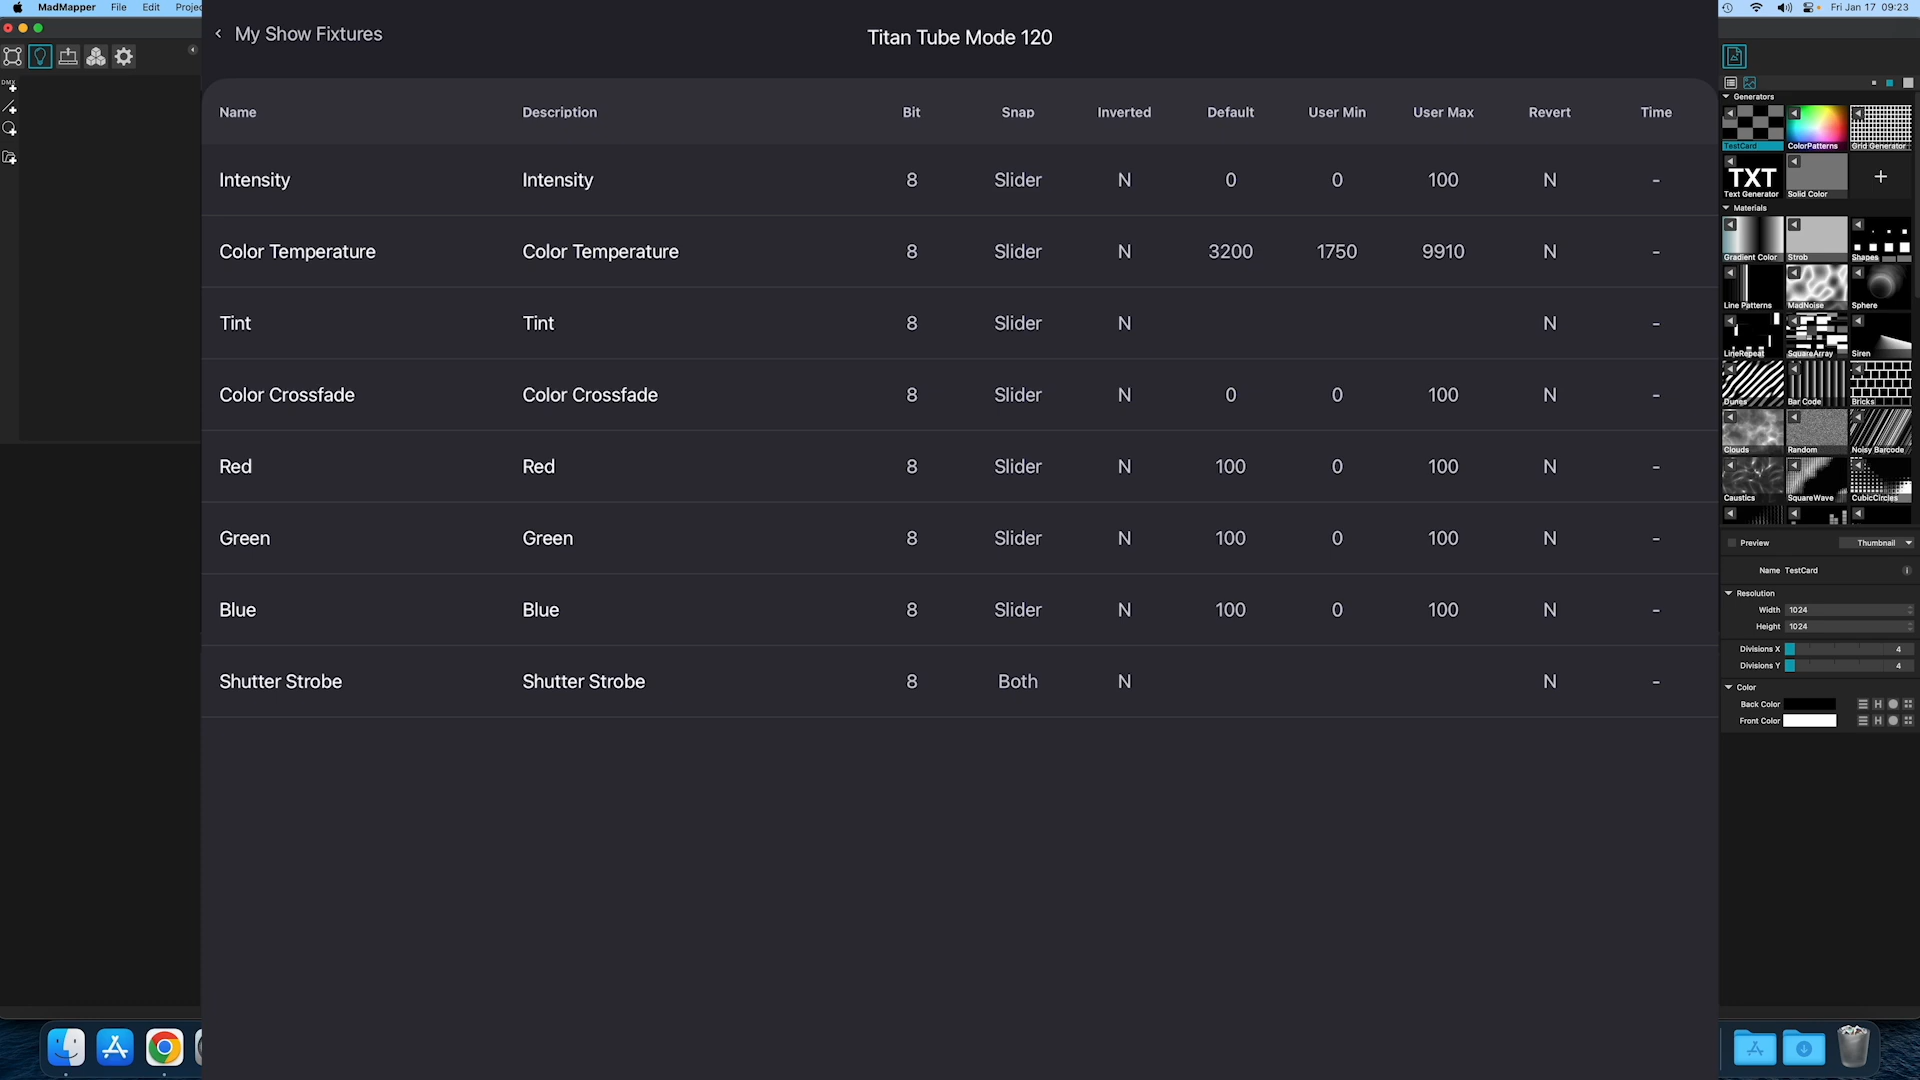 MadMapper File Edit Projec
Fri Jan 17 09:23
DMX
My Show Fixtures
Titan Tube Mode 120
Name Description Bit Snap Inverted Default User Min User Max Revert Time
Intensity Intensity 8 Slider N 0 0 100 N -
Color Temperature Color Temperature 8 Slider N 3200 1750 9910 N -
Tint Tint 8 Slider N N -
Color Crossfade Color Crossfade 8 Slider N 0 0 100 N -
Red Red 8 Slider N 100 0 100 N -
Green Green 8 Slider N 100 0 100 N -
Blue Blue 8 Slider N 100 0 100 N -
Shutter Strobe Shutter Strobe 8 Both N N -
Generators
TestCard ColorPatterns Grid Generator
TXT
Text Generator Solid Color
Materials
Gradient Color Strob Shapes
Line Patterns MadNoise Sphere
LineRepeat SquareArray Siren
Dunes Bar Code Bricks
Clouds Random Noisy Barcode
Caustics SquareWave CubicCircles
Preview Thumbnail
Name TestCard
Resolution
Width 1024
Height 1024
Divisions X 4
Divisions Y 4
Color
Back Color H
Front Color H